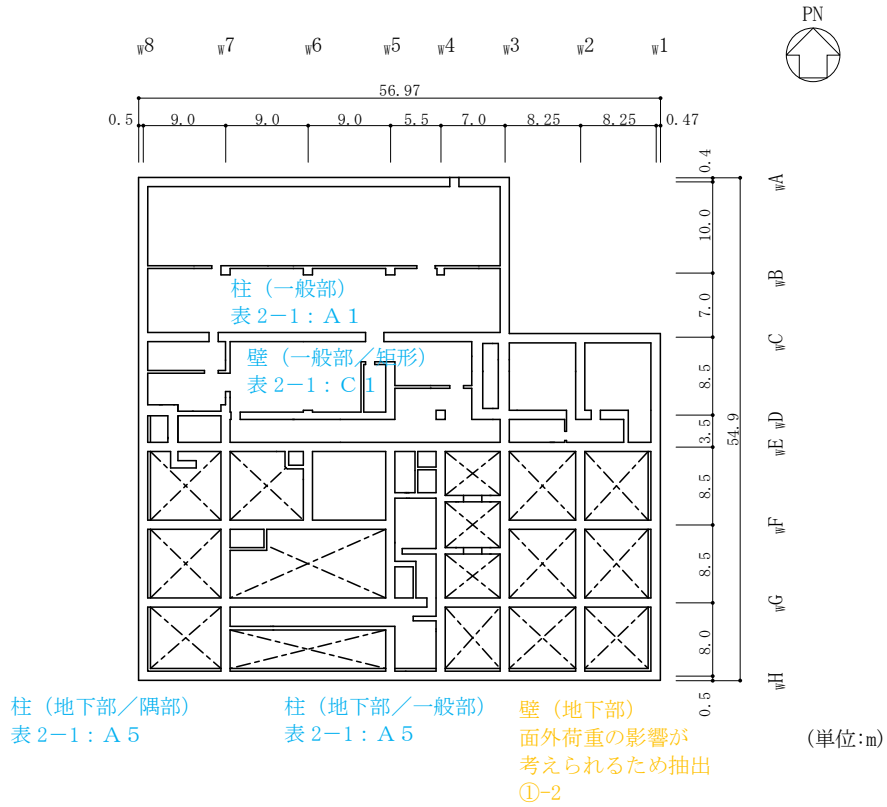 PN
W8 W7 W6 W5 W4 W3 W2 W1
56.97
0.5 9.0 9.0 9.0 5.5 7.0 8.25 8.25 0.47
0.4
WA
10.0
WB
7.0
WC
8.5
WD
3.5
WE
54.9
8.5
WF
8.5
WG
8.0
WH
0.5
柱（一般部）
表2－1：A1
壁（一般部／矩形）
表2－1：C1
柱（地下部／隅部）
表2－1：A5
柱（地下部／一般部）
表2－1：A5
壁（地下部）
面外荷重の影響が
考えられるため抽出
①-2
(単位:m)